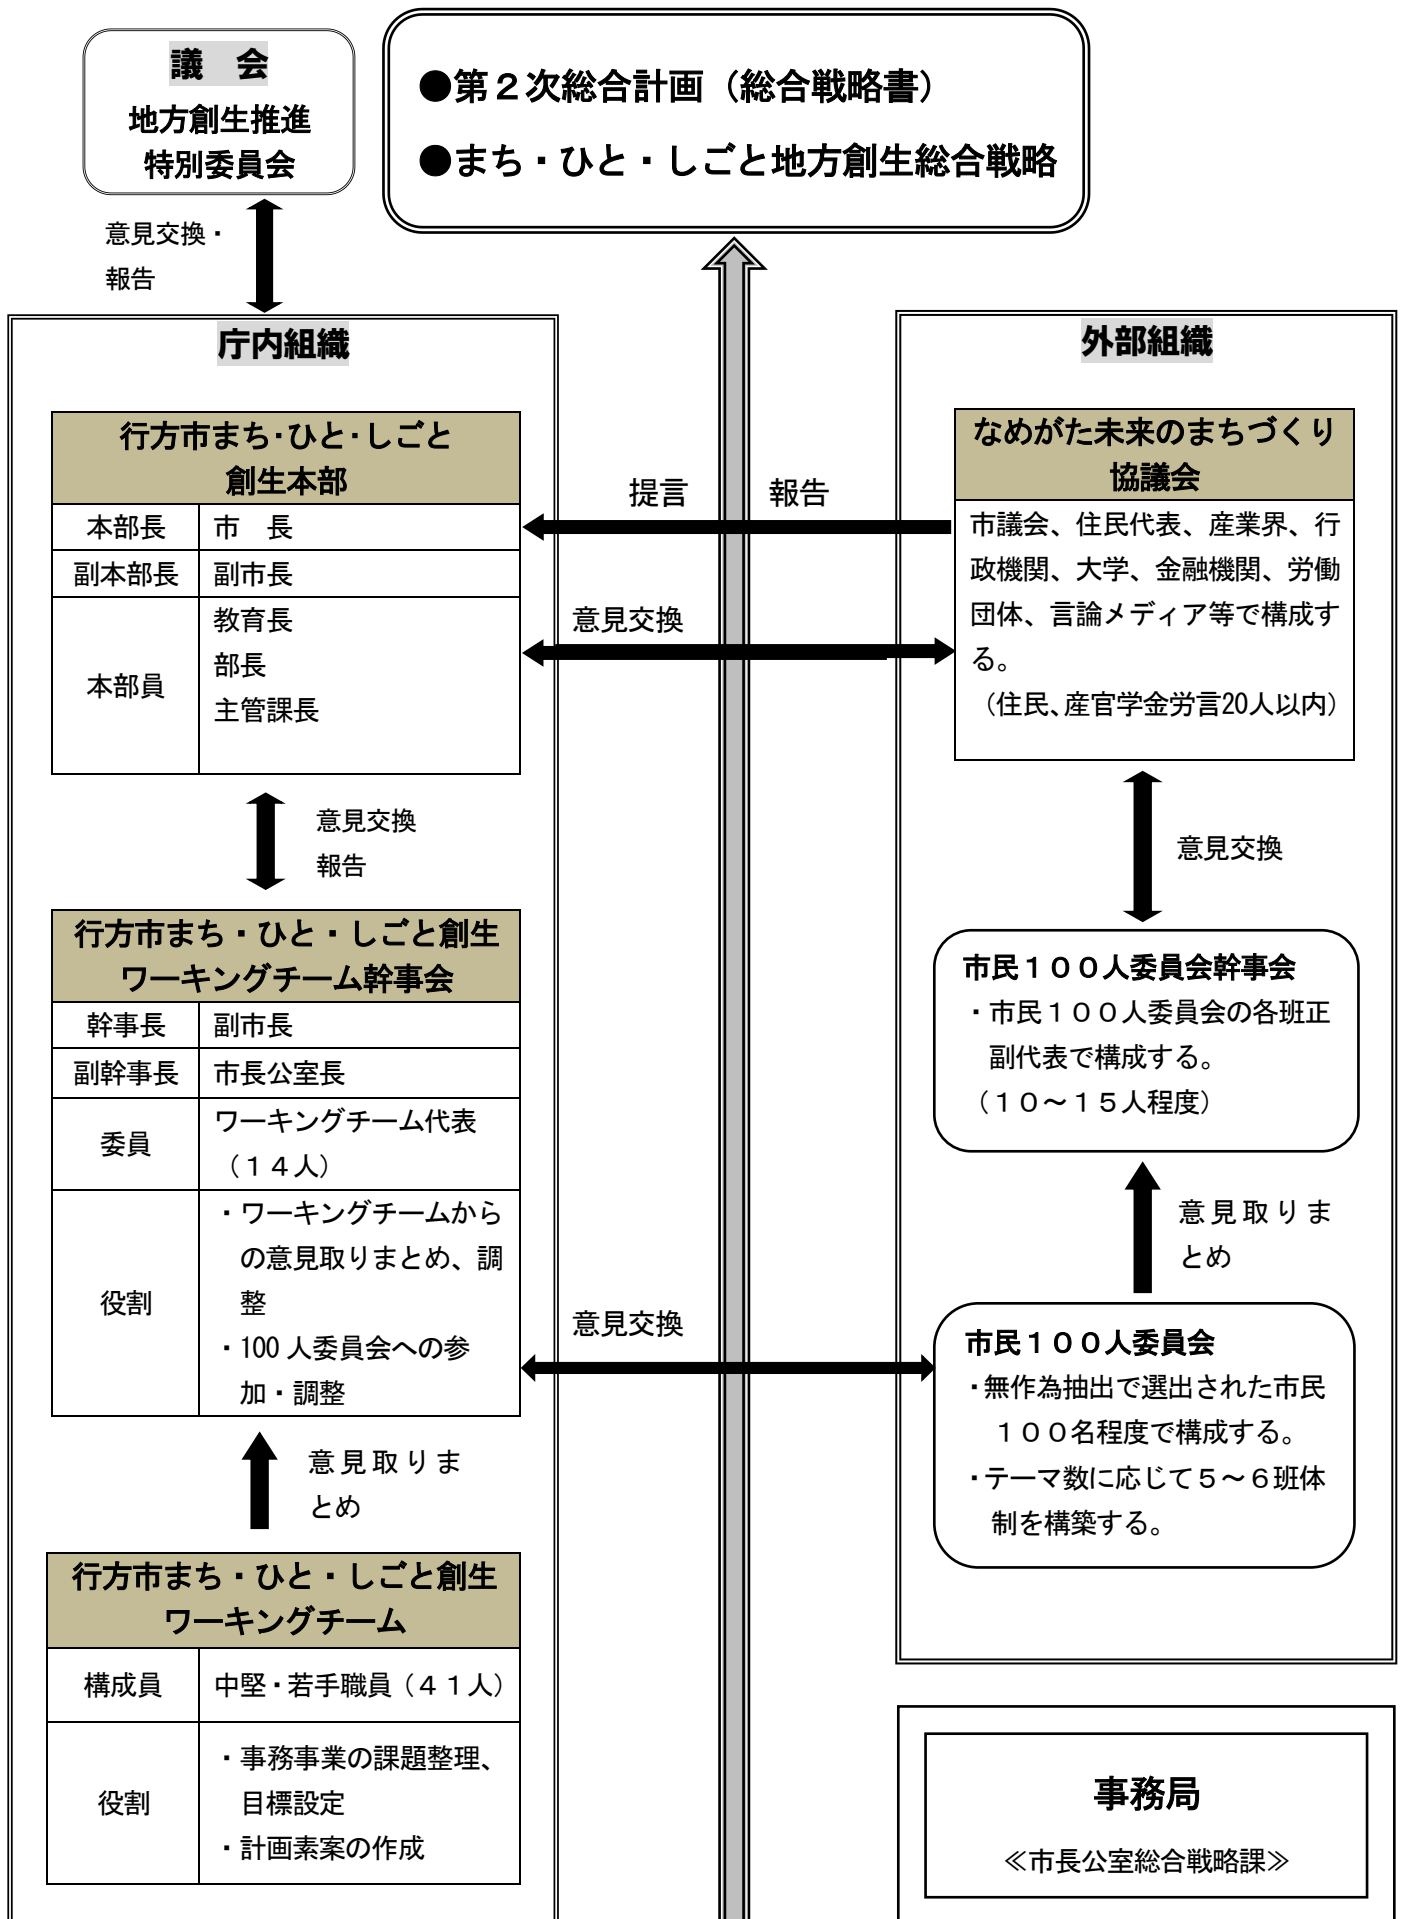 議　会
地方創生推進
特別委員会
●第２次総合計画（総合戦略書）
●まち・ひと・しごと地方創生総合戦略
意見交換・
報告
庁内組織
行方市まち・ひと・しごと
創生本部
本部長 市　長
副本部長 副市長
本部員 教育長
部長
主管課長
意見交換
報告
行方市まち・ひと・しごと創生
ワーキングチーム幹事会
幹事長 副市長
副幹事長 市長公室長
委員 ワーキングチーム代表
（１４人）
役割 ・ワーキングチームから
の意見取りまとめ、調
整
・100人委員会への参
加・調整
意見取りま
とめ
行方市まち・ひと・しごと創生
ワーキングチーム
構成員 中堅・若手職員（４１人）
役割 ・事務事業の課題整理、
目標設定
・計画素案の作成
提言　報告
意見交換
意見交換
外部組織
なめがた未来のまちづくり
協議会
市議会、住民代表、産業界、行
政機関、大学、金融機関、労働
団体、言論メディア等で構成す
る。
（住民、産官学金労言20人以内）
意見交換
市民１００人委員会幹事会
・市民１００人委員会の各班正
副代表で構成する。
（１０～１５人程度）
意見取りま
とめ
市民１００人委員会
・無作為抽出で選出された市民
１００名程度で構成する。
・テーマ数に応じて５～６班体
制を構築する。
事務局
≪市長公室総合戦略課≫